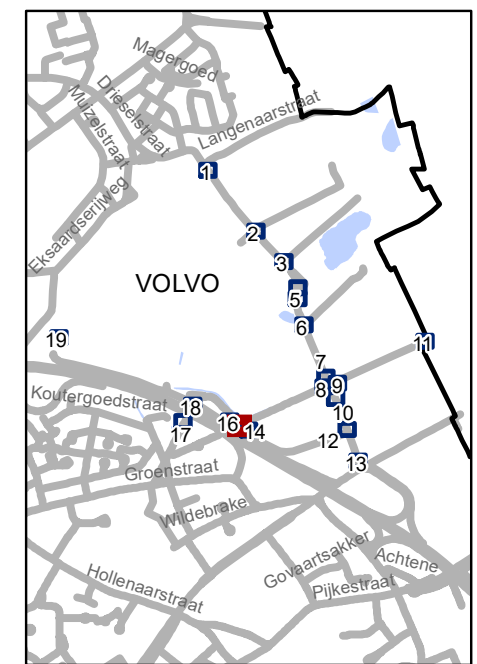 Magergoed
Drieselstraat
Muizelstraat
Langenaarstraat
1
Eksaardserijweg
2
3
VOLVO
5
6
19
11
7
8
9
Koutergoedstraat
18
10
16
14
17
12
13
Groenstraat
Wildebrake
Govaartsakker
Achtene
Hollenaarstraat
Pijkestraat